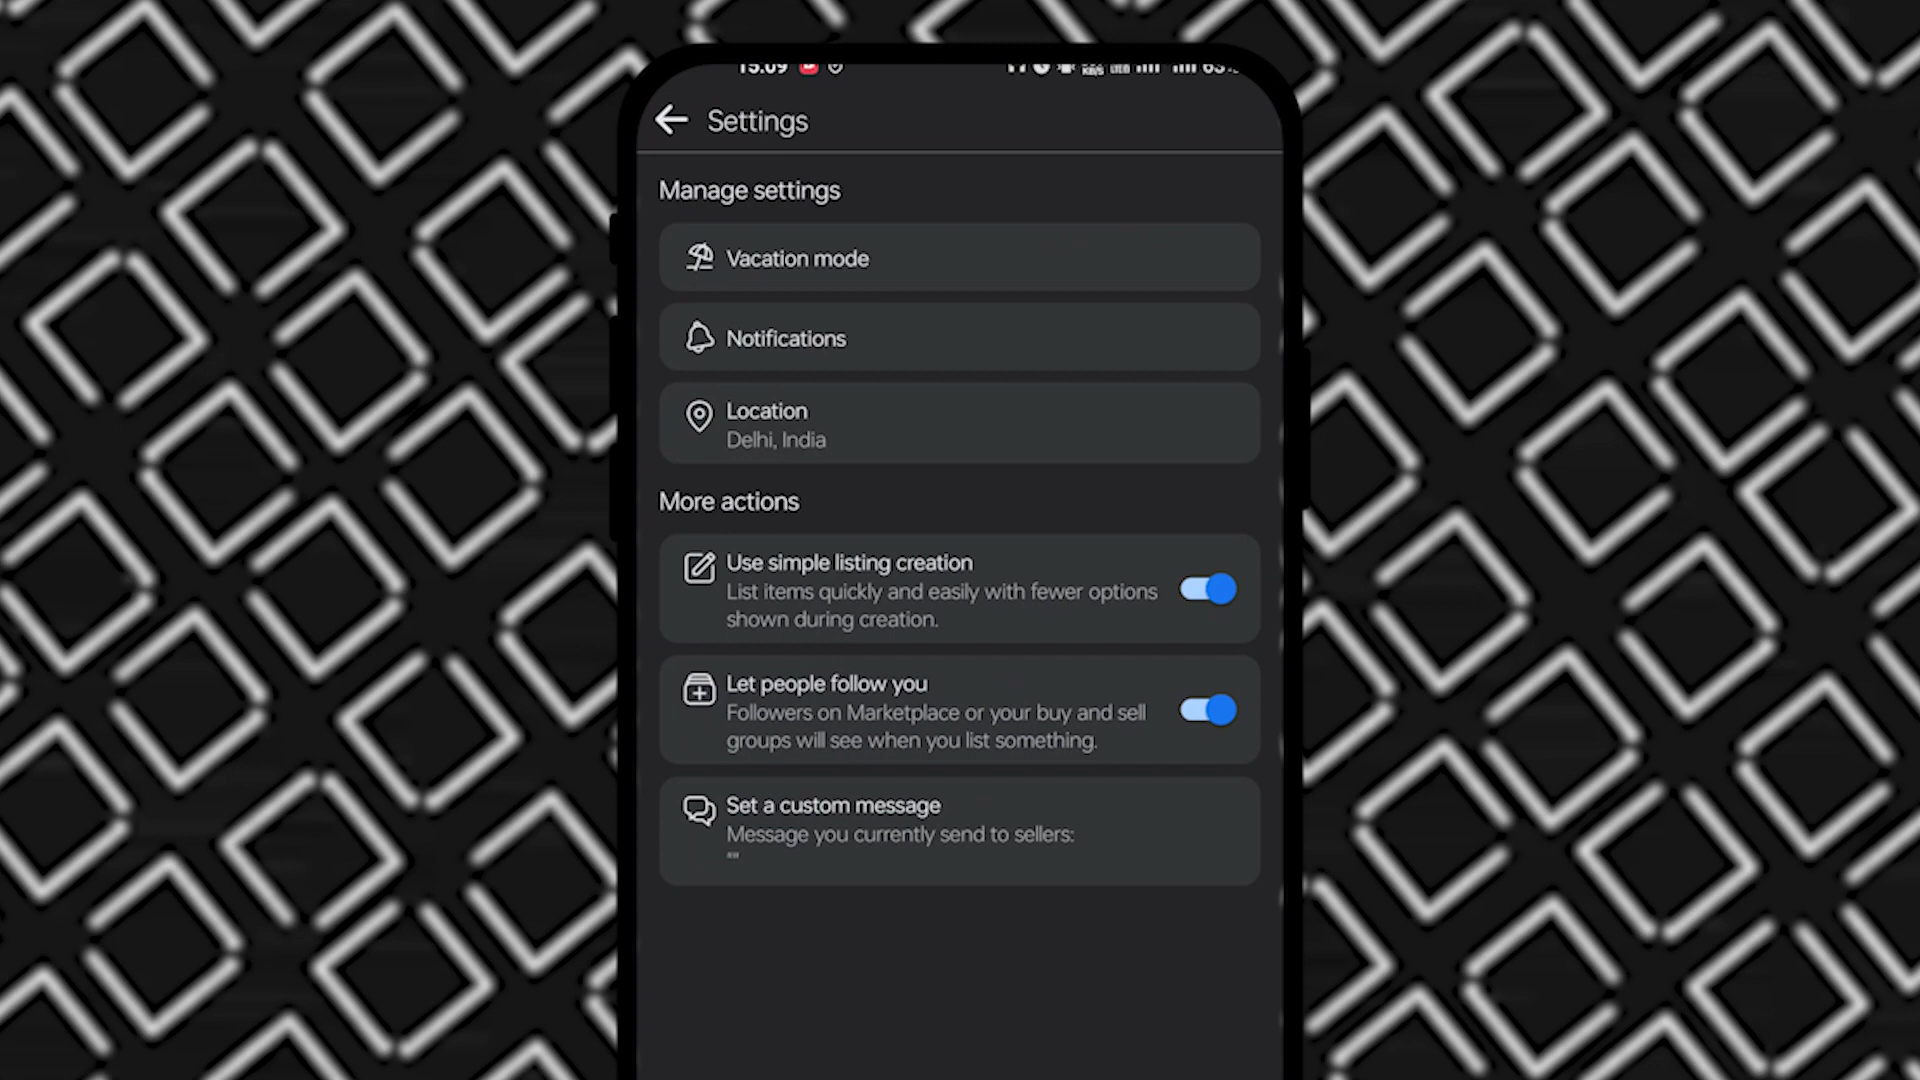 15:09
Settings
Manage settings
Vacation mode
Notifications
Location
Delhi, India
More actions
Use simple listing creation
List items quickly and easily with fewer options
shown during creation.
Let people follow you
Followers on Marketplace or your buy and sell
groups will see when you list something.
Set a custom message
Message you currently send to sellers:
""